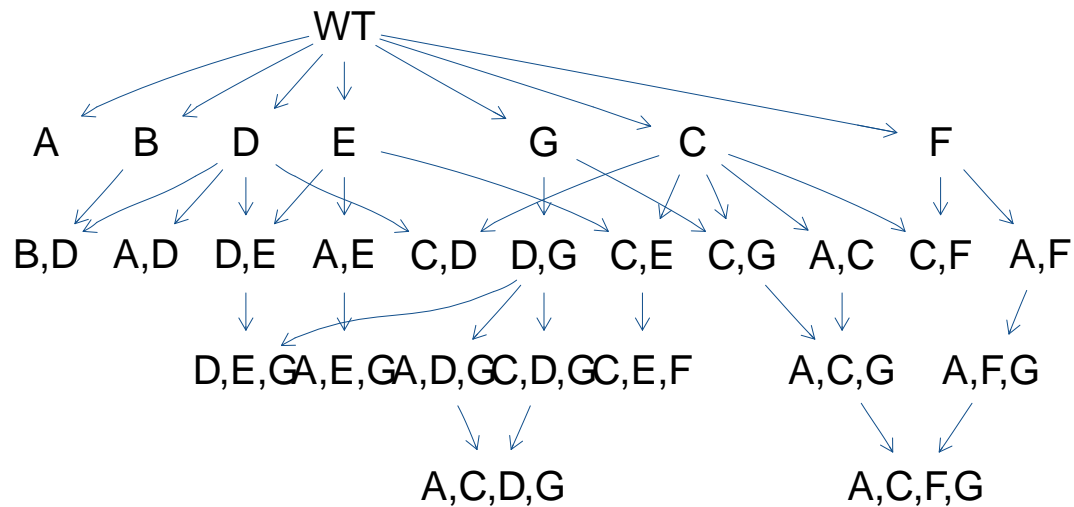 WT
A B D E G C F
B,D A,D D,E A,E C,D D,G C,E C,G A,C C,F A,F
D,E,G A,E,G A,D,G C,D,G C,E,F A,C,G A,F,G
A,C,D,G A,C,F,G